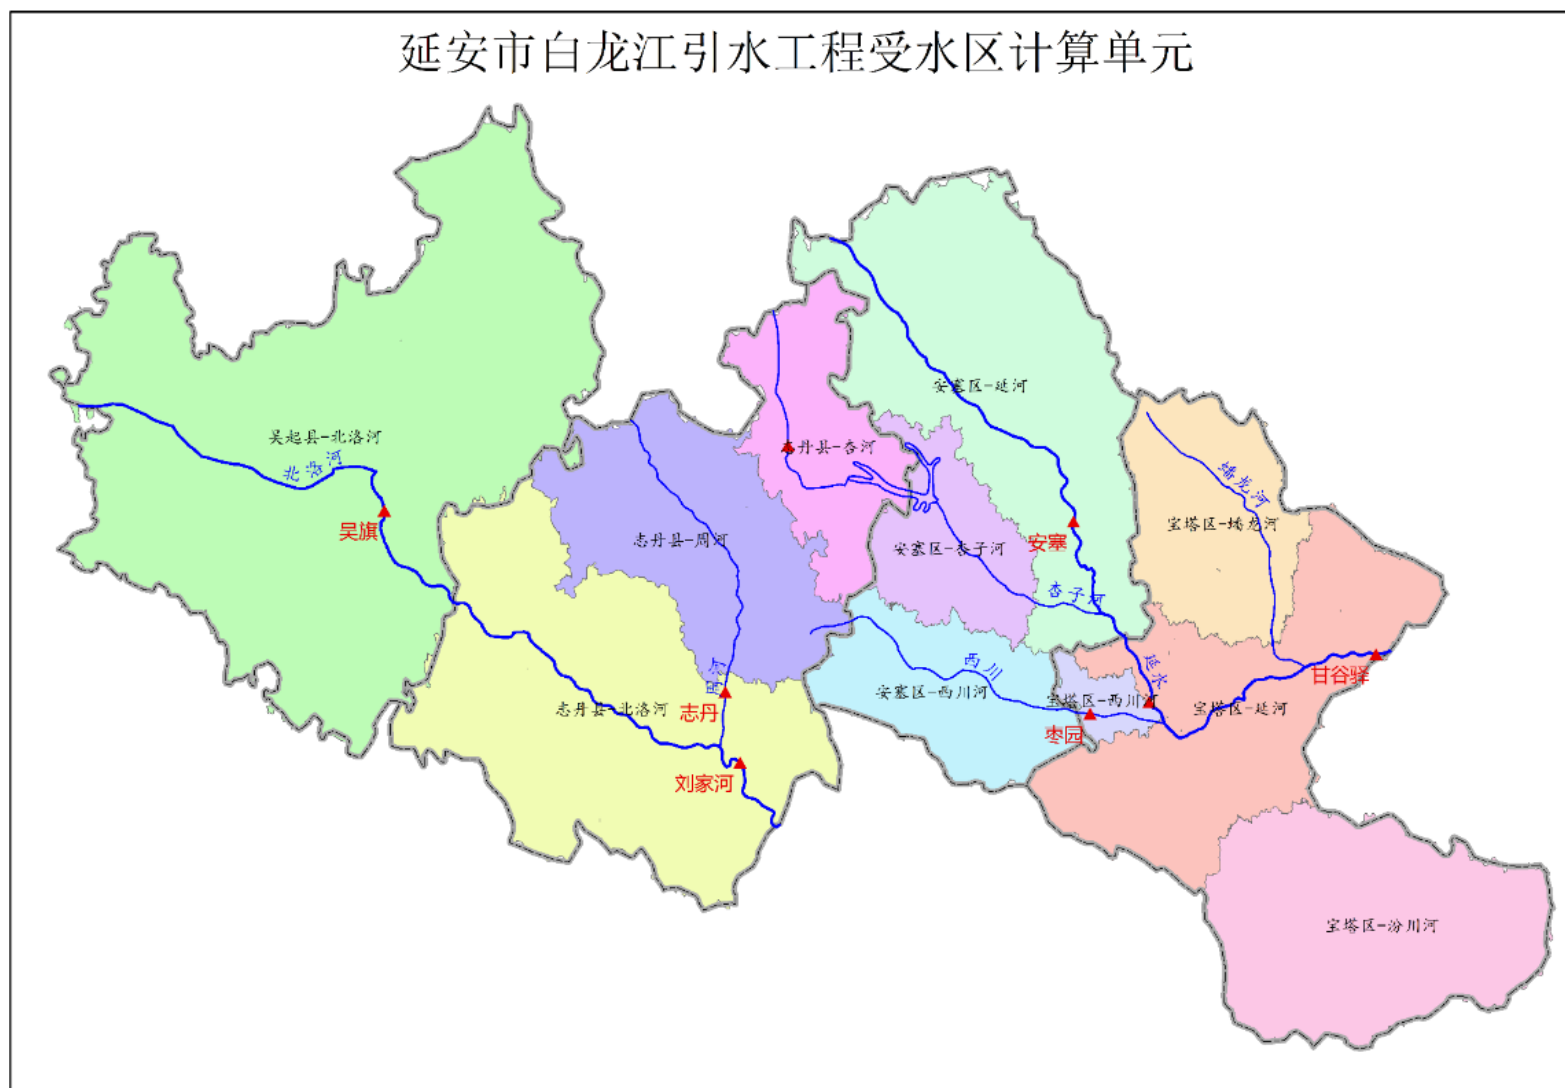 延安市白龙江引水工程受水区计算单元
安塞区-延河
吴起县-北洛河
北洛河
志丹县-杏河
蟠龙河
吴旗
宝塔区-蟠龙河
志丹县-周河
安塞区-杏子河
安塞
杏子河
西川
延水
周河
甘谷驿
安塞区-西川河
宝塔区-西川河
志丹县-北洛河
志丹
宝塔区-延河
枣园
刘家河
宝塔区-汾川河